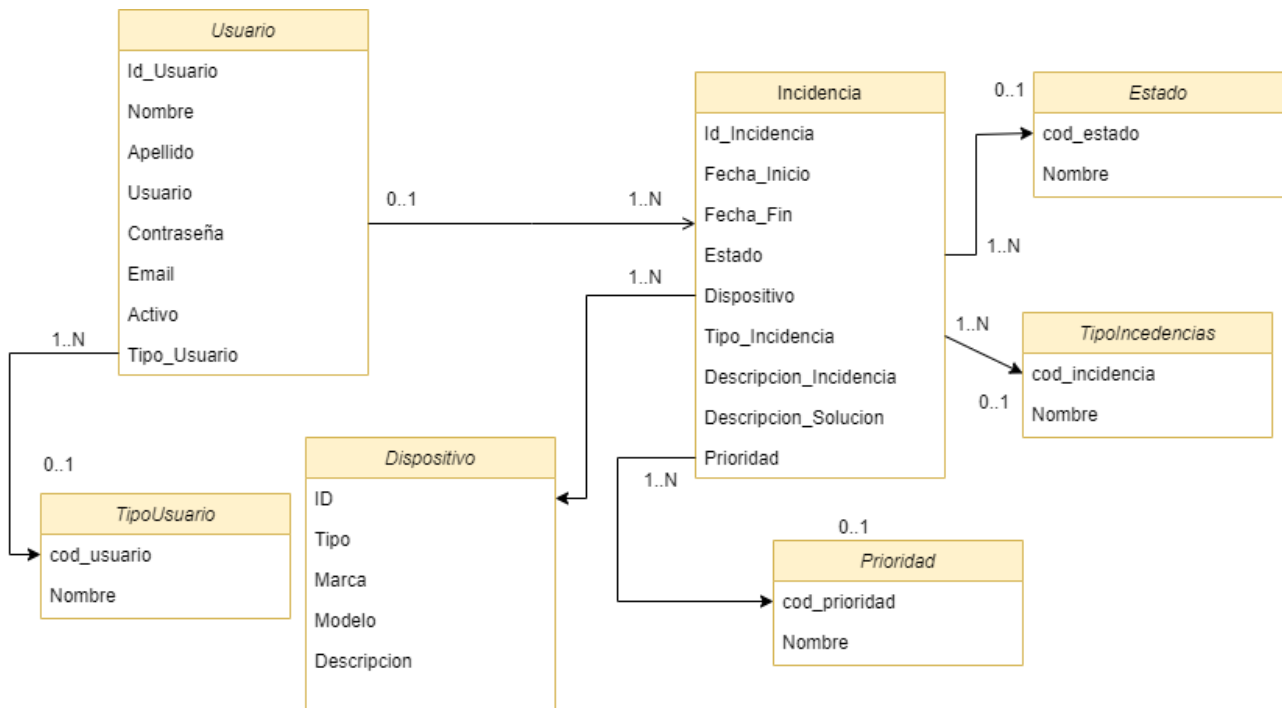 Usuario
Id_Usuario
Nombre
Apellido
Usuario
Contraseña
Email
Activo
Tipo_Usuario
0..1
1..N
Incidencia
Id_Incidencia
Fecha_Inicio
Fecha_Fin
Estado
Dispositivo
Tipo_Incidencia
Descripcion_Incidencia
Descripcion_Solucion
Prioridad
0..1
Estado
cod_estado
Nombre
1..N
1..N
1..N
TipoIncedencias
cod_incidencia
Nombre
0..1
1..N
0..1
TipoUsuario
cod_usuario
Nombre
Dispositivo
ID
Tipo
Marca
Modelo
Descripcion
1..N
0..1
Prioridad
cod_prioridad
Nombre